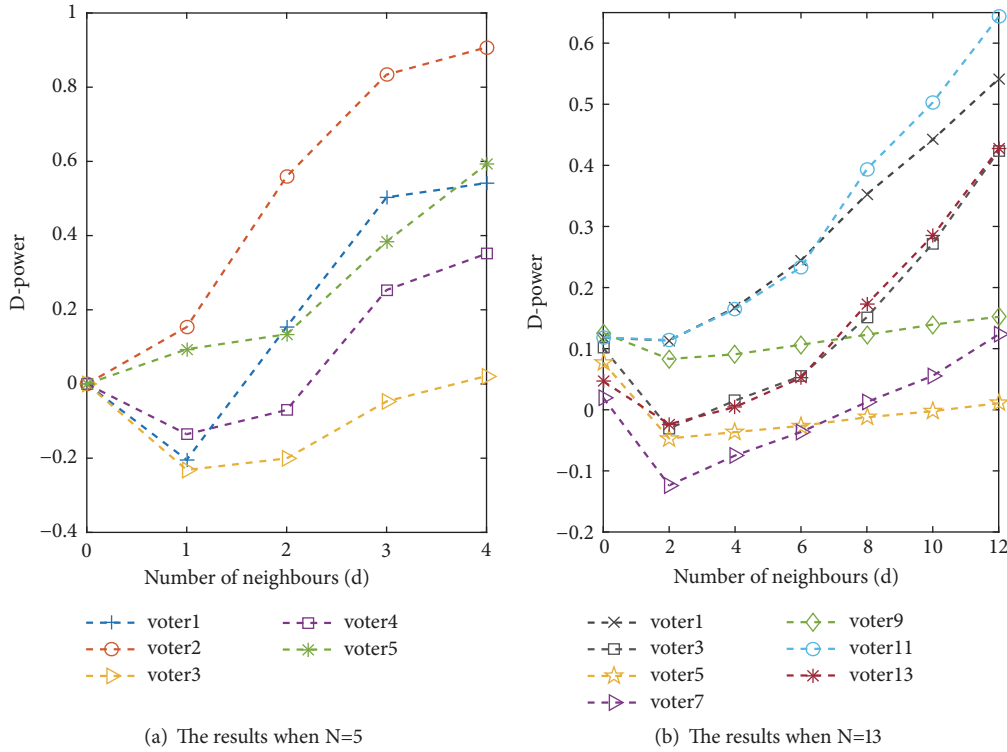 1
0.8
0.6
0.4
0.2
0
−0.2
−0.4
D-power
0 1 2 3 4
Number of neighbours (d)
voter1
voter2
voter3
voter4
voter5
(a) The results when N=5
0.6
0.5
0.4
0.3
0.2
0.1
0
−0.1
−0.2
D-power
0 2 4 6 8 10 12
Number of neighbours (d)
voter1
voter3
voter5
voter7
voter9
voter11
voter13
(b) The results when N=13